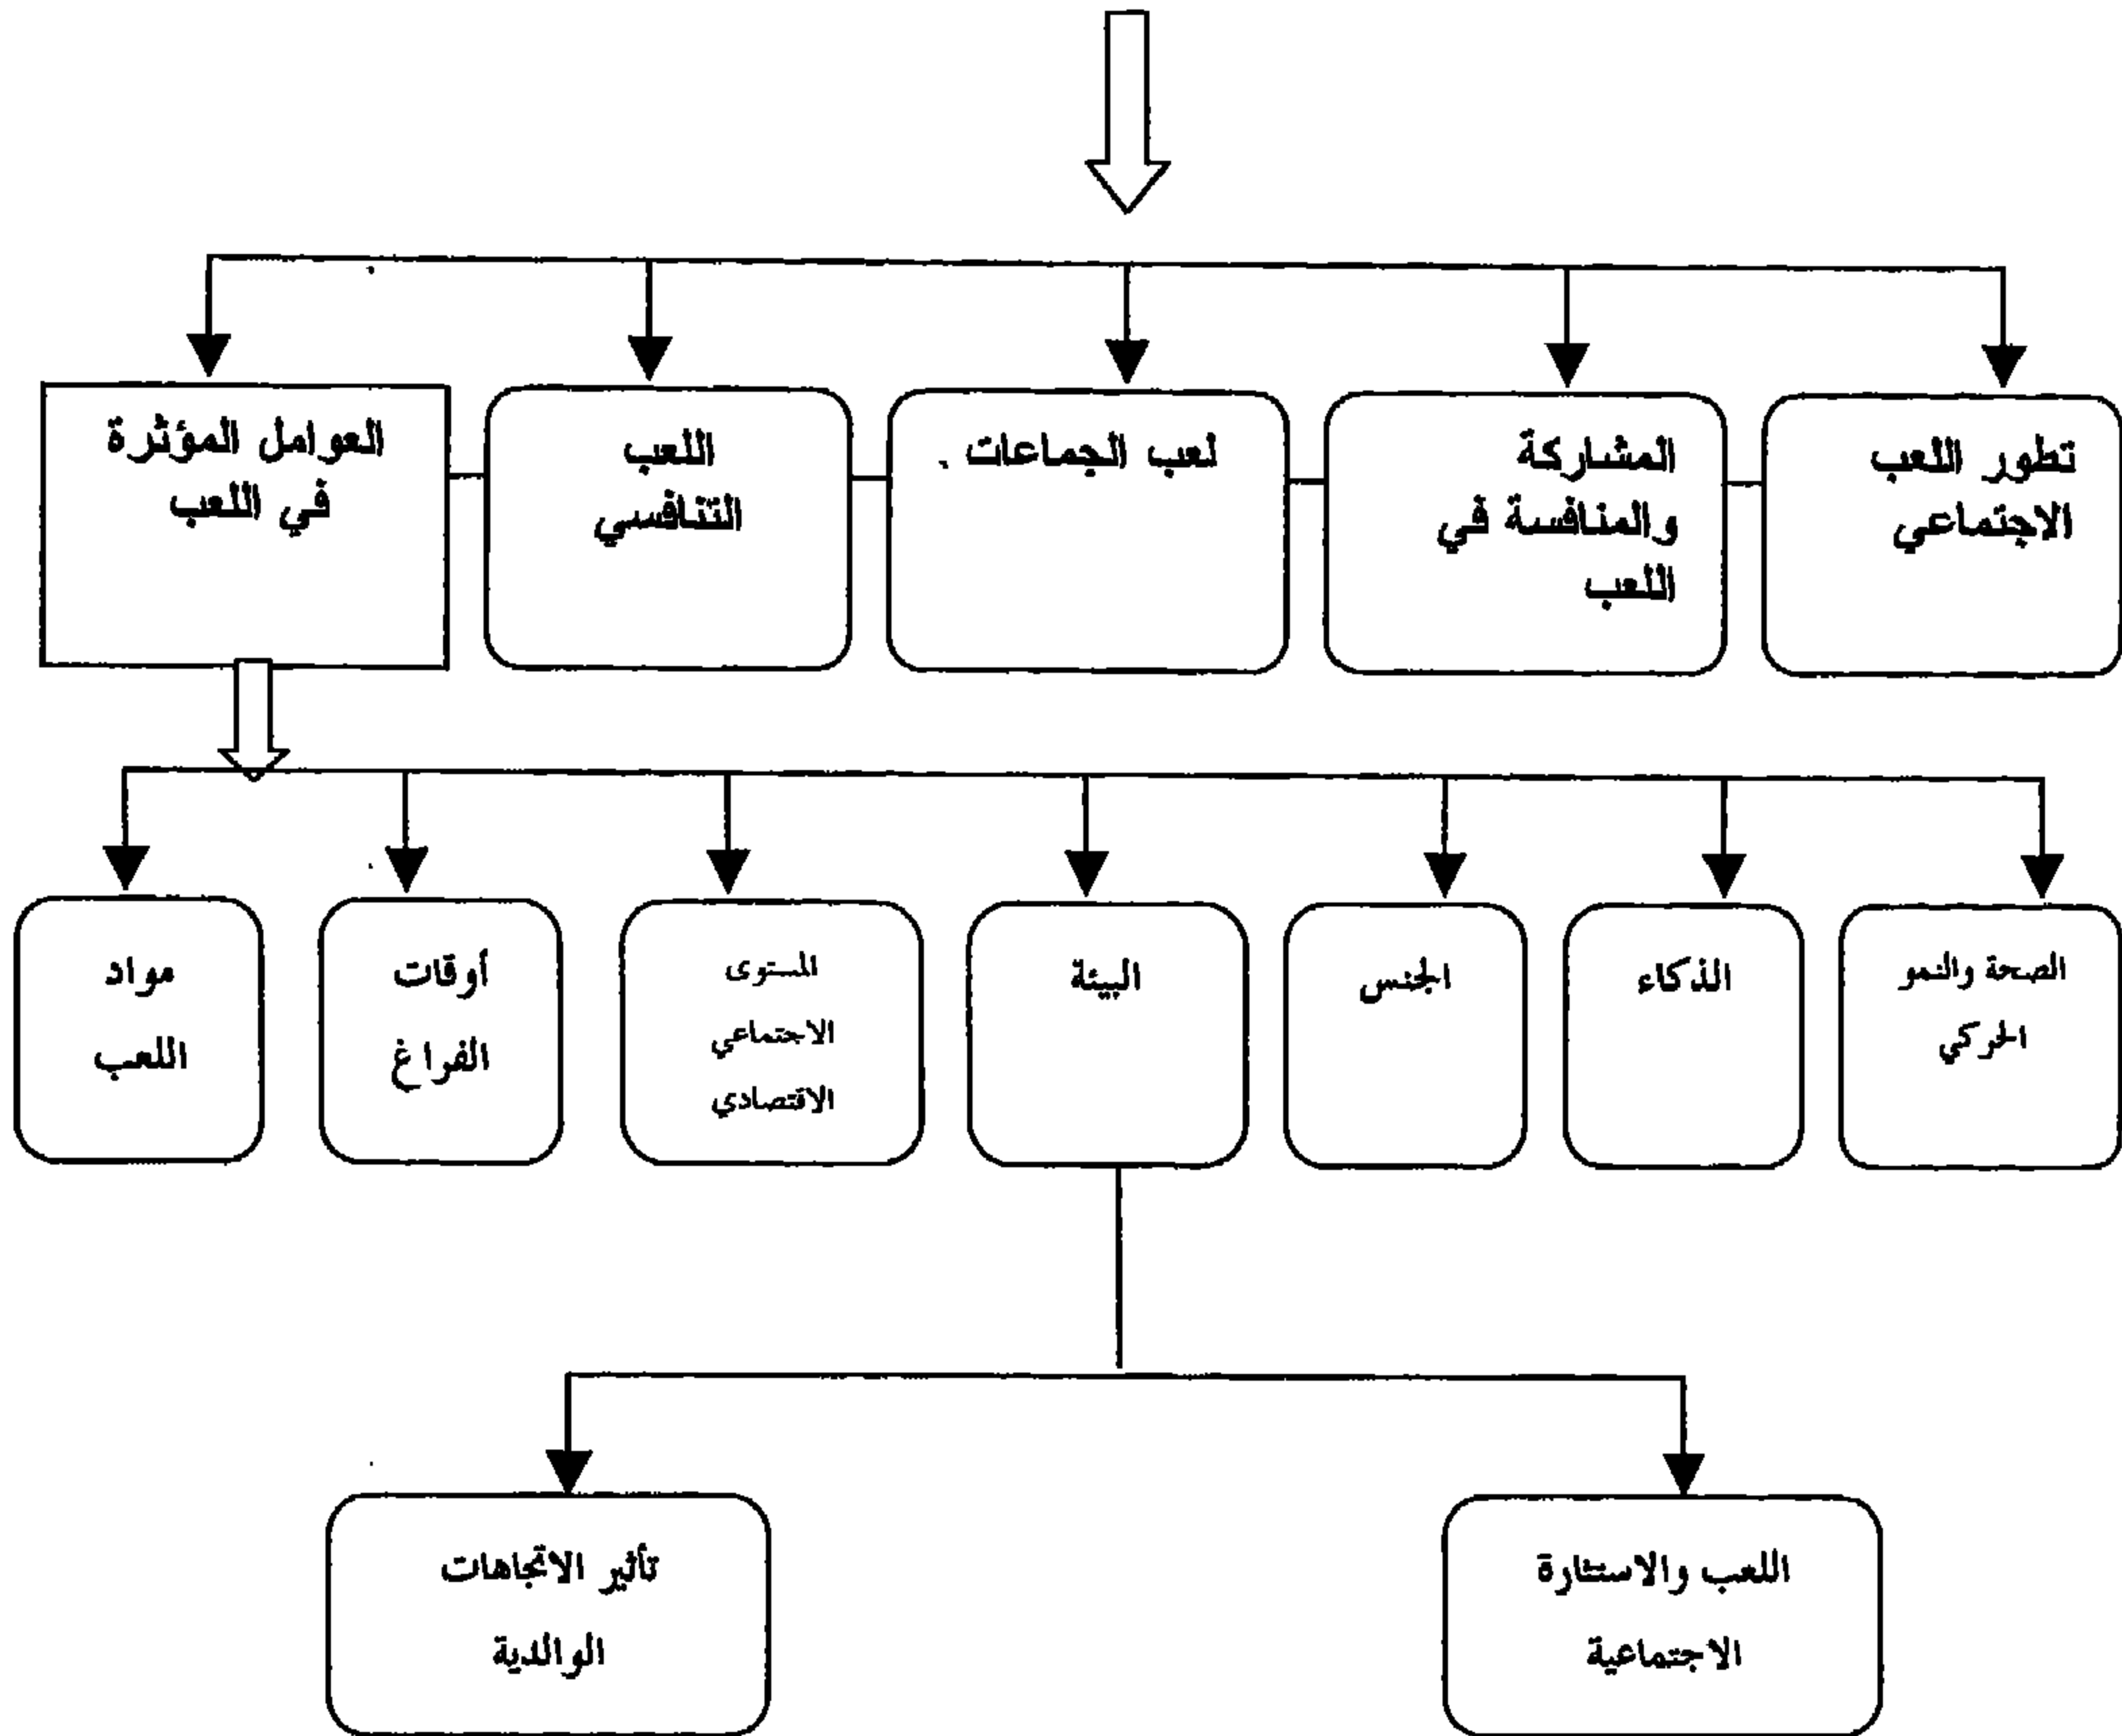 تطور اللعب
الاجتماعي
المشاركة
والمنافسة في
اللعب
لعب الجماعات
اللعب
التنافسي
العوامل المؤثرة
في اللعب
الصحة والنمو
الحركي
الذكاء
الجنس
البيئة
المستوى
الاجتماعي
الاقتصادي
أوقات
الفراغ
مواد
اللعب
اللعب والاستثارة
الاجتماعية
تأثير الاتجاهات
الوالدية